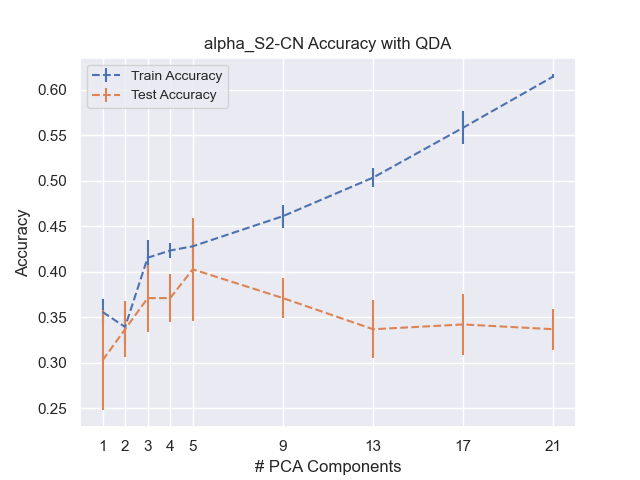 alpha_S2-CN Accuracy with QDA
Train Accuracy
Test Accuracy
Accuracy
0.60
0.55
0.50
0.45
0.40
0.35
0.30
0.25
1 2 3 4 5 9 13 17 21
# PCA Components